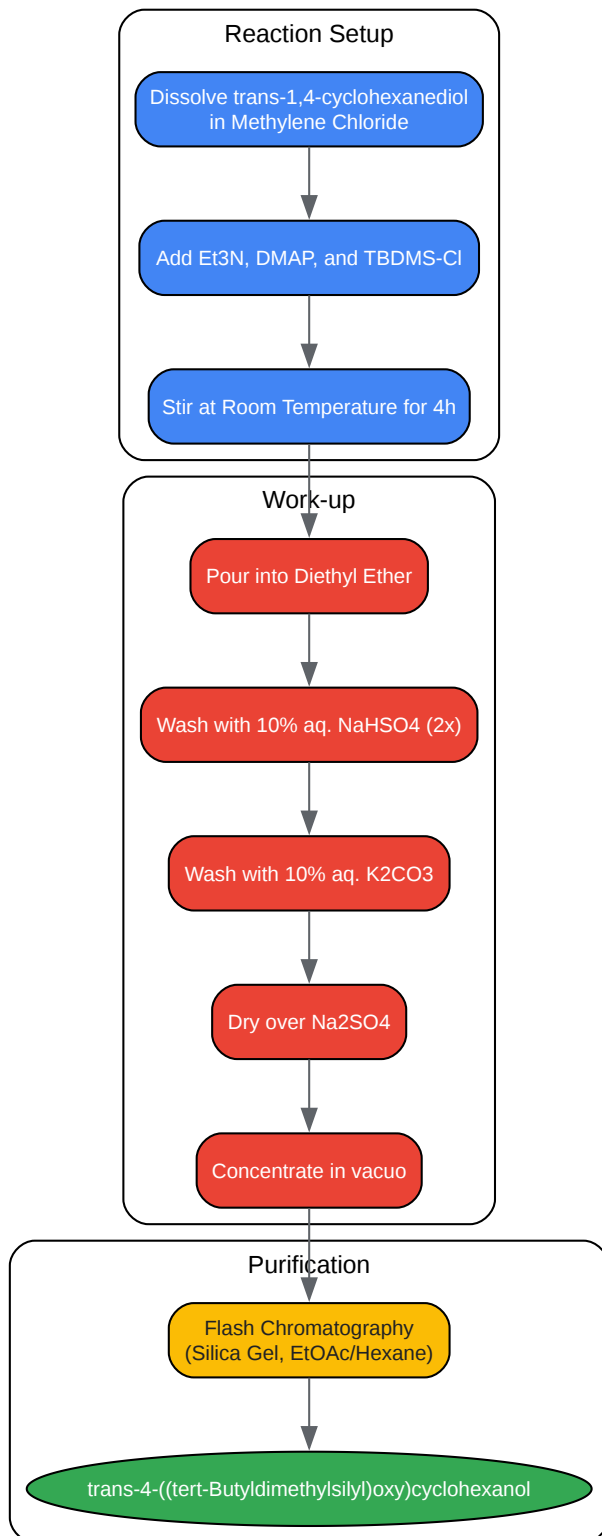 Reaction Setup
Dissolve trans-1,4-cyclohexanediol
in Methylene Chloride
Add Et3N, DMAP, and TBDMS-Cl
Stir at Room Temperature for 4h
Work-up
Pour into Diethyl Ether
Wash with 10% aq. NaHSO4 (2x)
Wash with 10% aq. K2CO3
Dry over Na2SO4
Concentrate in vacuo
Purification
Flash Chromatography
(Silica Gel, EtOAc/Hexane)
trans-4-((tert-Butyldimethylsilyl)oxy)cyclohexanol